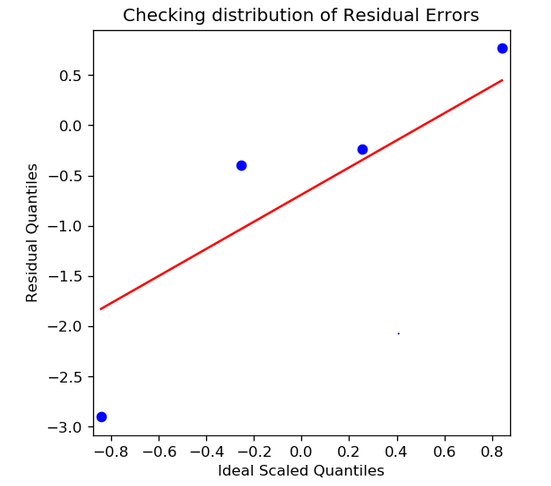 Checking distribution of Residual Errors
Residual Quantiles
0.5
0.0
−0.5
−1.0
−1.5
−2.0
−2.5
−3.0
−0.8 −0.6 −0.4 −0.2 0.0 0.2 0.4 0.6 0.8
Ideal Scaled Quantiles